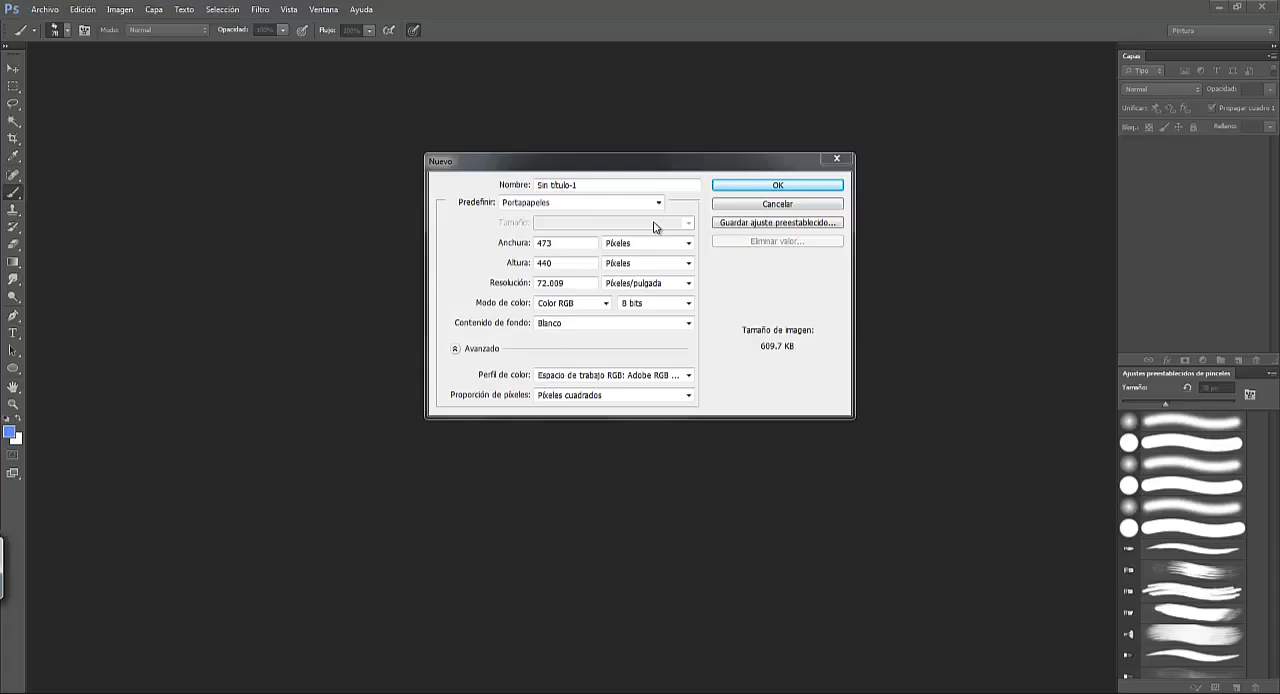 Ps Archivo Edición Imagen Capa Texto Selección Filtro Vista Ventana Ayuda
70 Modo: Normal Opacidad: 100% Flujo: 100% Pintura
Capas
Tipo
Normal Opacidad:
Unificar: Propagar cuadro 1
Bloq.: Relleno:
Nuevo X
Nombre: Sin título-1 OK
Predefinir: Portapapeles Cancelar
Tamaño: Guardar ajuste preestablecido...
Anchura: 473 Píxeles Eliminar valor...
Altura: 440 Píxeles
Resolución: 72.009 Píxeles/pulgada
Modo de color: Color RGB 8 bits
Contenido de fondo: Blanco
Tamaño de imagen:
609.7 KB
Avanzado
Perfil de color: Espacio de trabajo RGB: Adobe RGB ...
Proporción de píxeles: Píxeles cuadrados
Ajustes preestablecidos de pinceles
Tamaño: